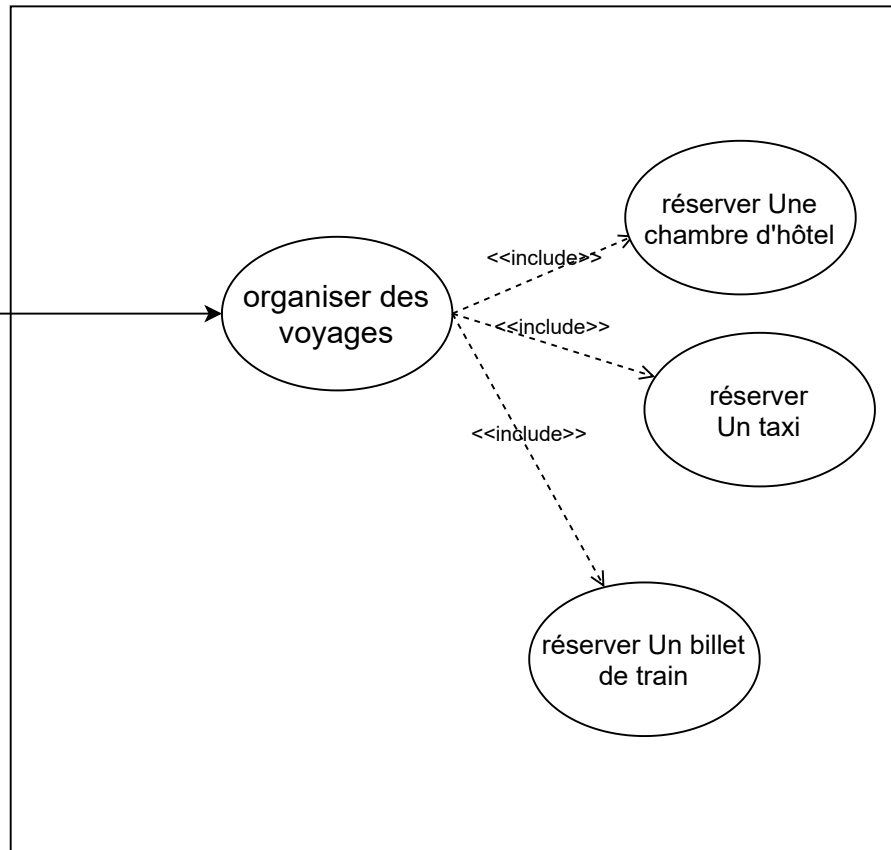 réserver Une
chambre d'hôtel
<<include>>
organiser des
voyages
<<include>>
réserver
Un taxi
<<include>>
réserver Un billet
de train